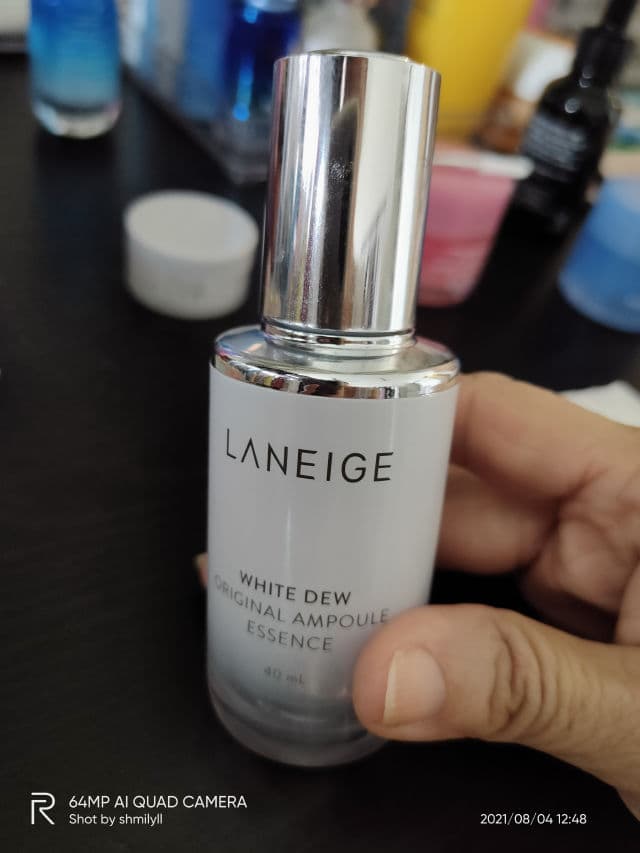 LANEIGE
WHITE DEW
ORIGINAL AMPOULE
ESSENCE
40 mL
R
64MP AI QUAD CAMERA
Shot by shmilyll
2021/08/04 12:48